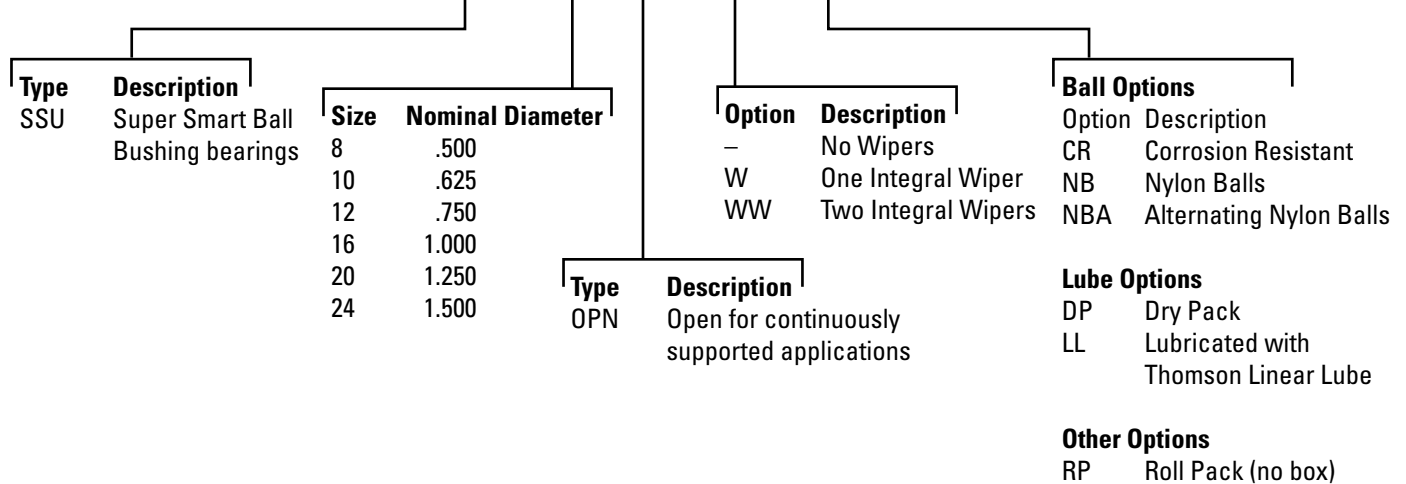 Type Description
SSU Super Smart Ball
Bushing bearings
Size Nominal Diameter
8 .500
10 .625
12 .750
16 1.000
20 1.250
24 1.500
Type Description
OPN Open for continuously
supported applications
Option Description
– No Wipers
W One Integral Wiper
WW Two Integral Wipers
Ball Options
Option Description
CR Corrosion Resistant
NB Nylon Balls
NBA Alternating Nylon Balls
Lube Options
DP Dry Pack
LL Lubricated with
Thomson Linear Lube
Other Options
RP Roll Pack (no box)